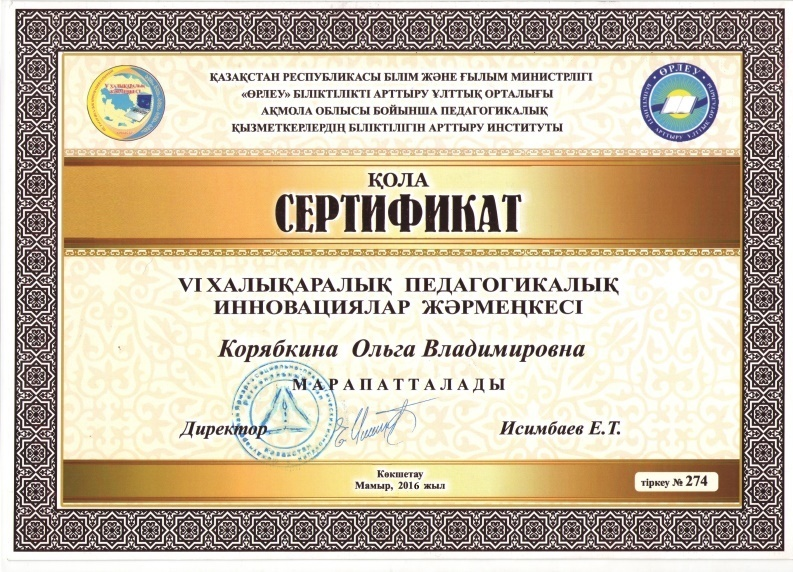 ҚАЗАҚСТАН РЕСПУБЛИКАСЫ БІЛІМ ЖӘНЕ ҒЫЛЫМ МИНИСТРЛІГІ
«ӨРЛЕУ» БІЛІКТІЛІКТІ АРТТЫРУ ҰЛТТЫҚ ОРТАЛЫҒЫ
АҚМОЛА ОБЛЫСЫ БОЙЫНША ПЕДАГОГИКАЛЫҚ
ҚЫЗМЕТКЕРЛЕРДІҢ БІЛІКТІЛІГІН АРТТЫРУ ИНСТИТУТЫ
ӨРЛЕУ
ҚОЛА
СЕРТИФИКАТ
VI ХАЛЫҚАРАЛЫҚ ПЕДАГОГИКАЛЫҚ
ИННОВАЦИЯЛАР ЖӘРМЕҢКЕСІ
Корябкина Ольга Владимировна
МАРАПАТТАЛАДЫ
Директор
Исимбаев Е.Т.
Көкшетау
Мамыр, 2016 жыл
тіркеу № 274